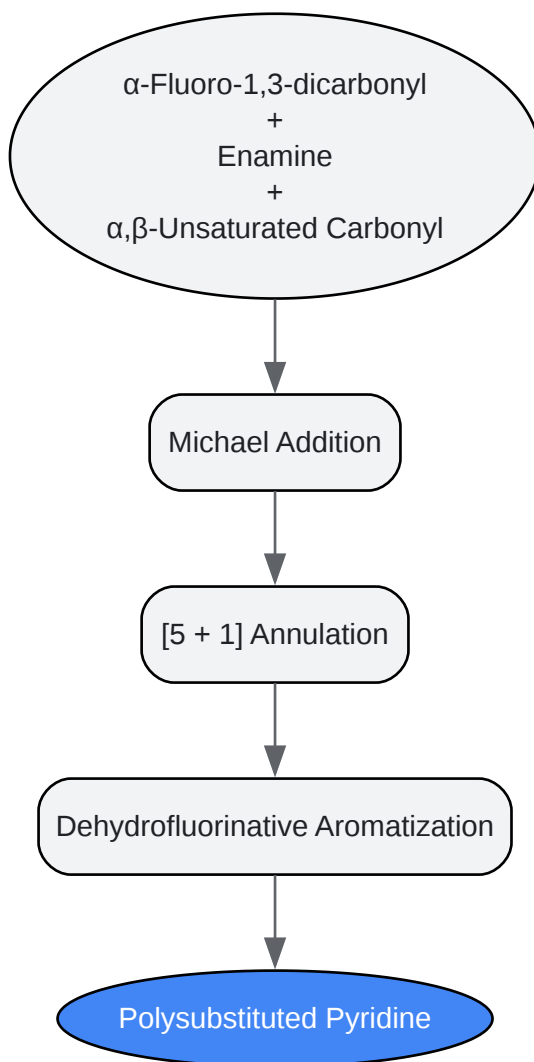 α-Fluoro-1,3-dicarbonyl
+
Enamine
+
α,β-Unsaturated Carbonyl
Michael Addition
[5 + 1] Annulation
Dehydrofluorinative Aromatization
Polysubstituted Pyridine